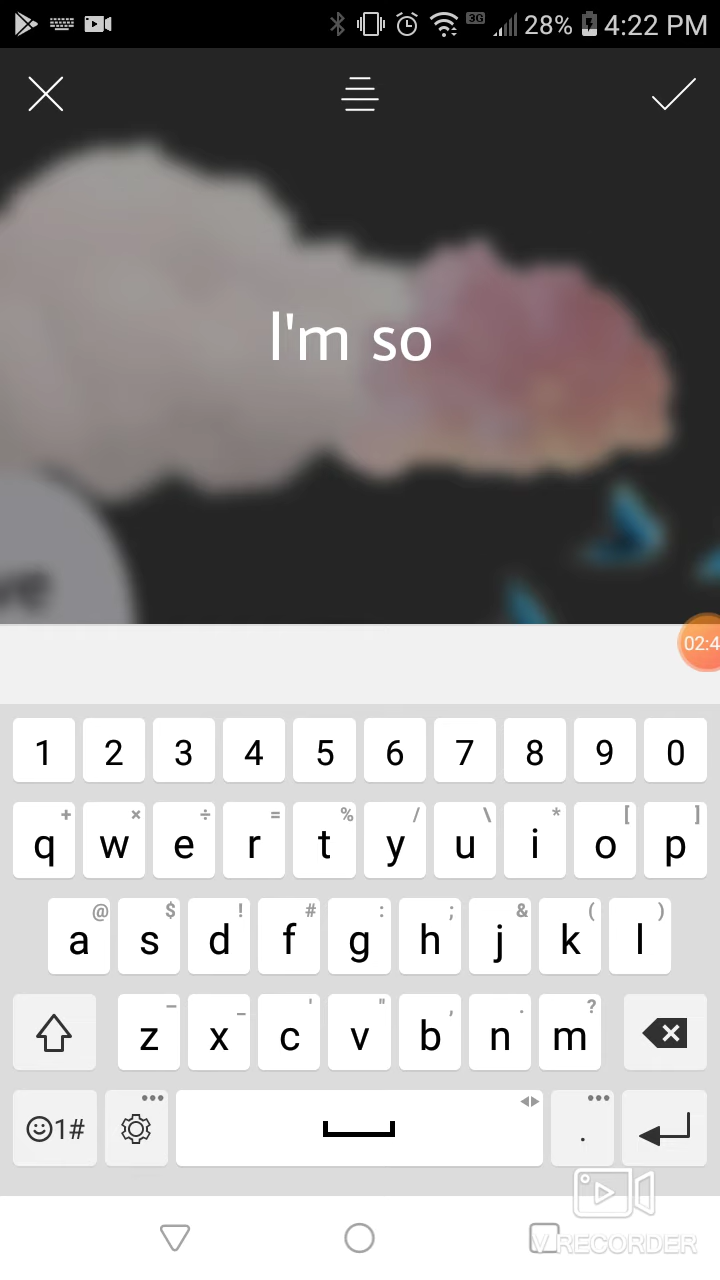 3G 28% 4:22 PM
I'm so
02:4
1 2 3 4 5 6 7 8 9 0
+ × ÷ = % / \ * [ ]
q w e r t y u i o p
@ $ ! # : ; & ( )
a s d f g h j k l
– _ ' " , . ?
z x c v b n m
1# .
V RECORDER